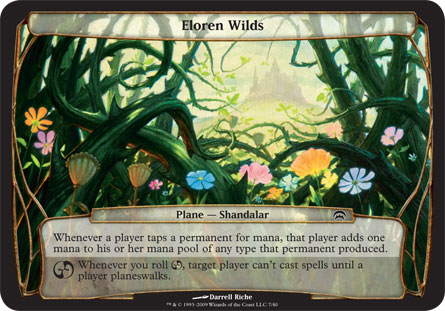 Eloren Wilds
Plane — Shandalar
Whenever a player taps a permanent for mana, that player adds one
mana to his or her mana pool of any type that permanent produced.
Whenever you roll , target player can't cast spells until a
player planeswalks.
Darrell Riche
™ & © 1993-2009 Wizards of the Coast LLC 7/40